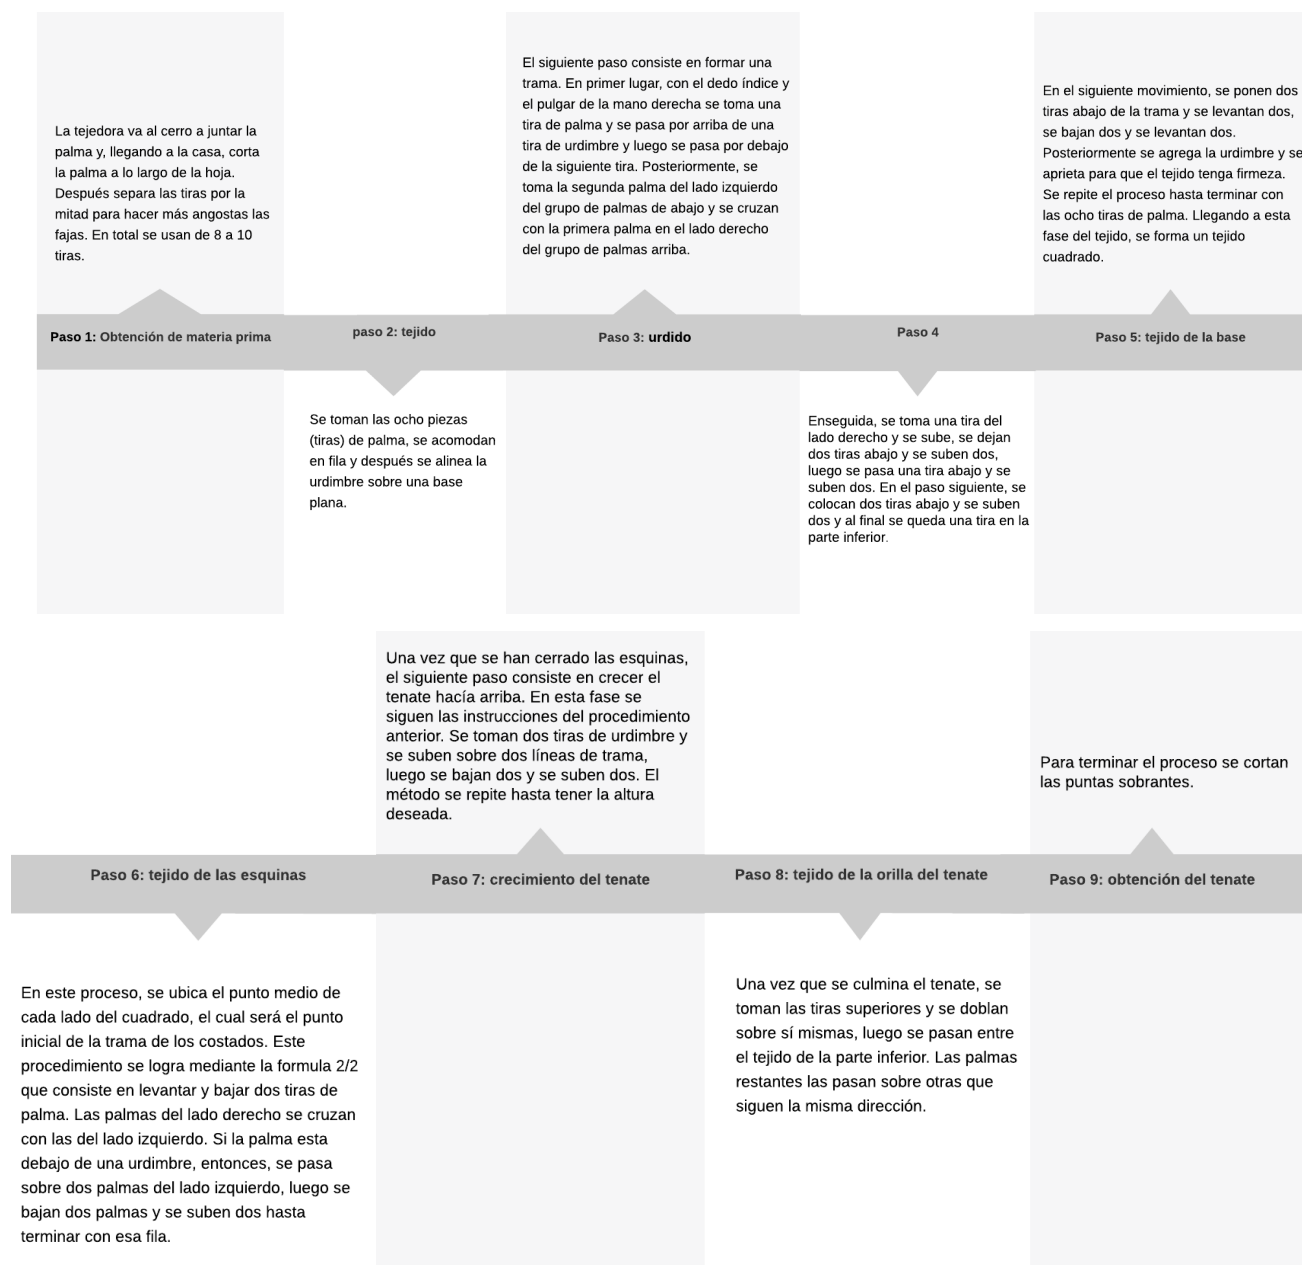 La tejedora va al cerro a juntar la
palma y, llegando a la casa, corta
la palma a lo largo de la hoja.
Después separa las tiras por la
mitad para hacer más angostas las
fajas. En total se usan de 8 a 10
tiras.
Paso 1: Obtención de materia prima
paso 2: tejido
Se toman las ocho piezas
(tiras) de palma, se acomodan
en fila y después se alinea la
urdimbre sobre una base
plana.
El siguiente paso consiste en formar una
trama. En primer lugar, con el dedo índice y
el pulgar de la mano derecha se toma una
tira de palma y se pasa por arriba de una
tira de urdimbre y luego se pasa por debajo
de la siguiente tira. Posteriormente, se
toma la segunda palma del lado izquierdo
del grupo de palmas de abajo y se cruzan
con la primera palma en el lado derecho
del grupo de palmas arriba.
Paso 3: urdido
Paso 4
Enseguida, se toma una tira del
lado derecho y se sube, se dejan
dos tiras abajo y se suben dos,
luego se pasa una tira abajo y se
suben dos. En el paso siguiente, se
colocan dos tiras abajo y se suben
dos y al final se queda una tira en la
parte inferior.
En el siguiente movimiento, se ponen dos
tiras abajo de la trama y se levantan dos,
se bajan dos y se levantan dos.
Posteriormente se agrega la urdimbre y se
aprieta para que el tejido tenga firmeza.
Se repite el proceso hasta terminar con
las ocho tiras de palma. Llegando a esta
fase del tejido, se forma un tejido
cuadrado.
Paso 5: tejido de la base
Paso 6: tejido de las esquinas
En este proceso, se ubica el punto medio de
cada lado del cuadrado, el cual será el punto
inicial de la trama de los costados. Este
procedimiento se logra mediante la formula 2/2
que consiste en levantar y bajar dos tiras de
palma. Las palmas del lado derecho se cruzan
con las del lado izquierdo. Si la palma esta
debajo de una urdimbre, entonces, se pasa
sobre dos palmas del lado izquierdo, luego se
bajan dos palmas y se suben dos hasta
terminar con esa fila.
Una vez que se han cerrado las esquinas,
el siguiente paso consiste en crecer el
tenate hacía arriba. En esta fase se
siguen las instrucciones del procedimiento
anterior. Se toman dos tiras de urdimbre y
se suben sobre dos líneas de trama,
luego se bajan dos y se suben dos. El
método se repite hasta tener la altura
deseada.
Paso 7: crecimiento del tenate
Paso 8: tejido de la orilla del tenate
Una vez que se culmina el tenate, se
toman las tiras superiores y se doblan
sobre sí mismas, luego se pasan entre
el tejido de la parte inferior. Las palmas
restantes las pasan sobre otras que
siguen la misma dirección.
Para terminar el proceso se cortan
las puntas sobrantes.
Paso 9: obtención del tenate